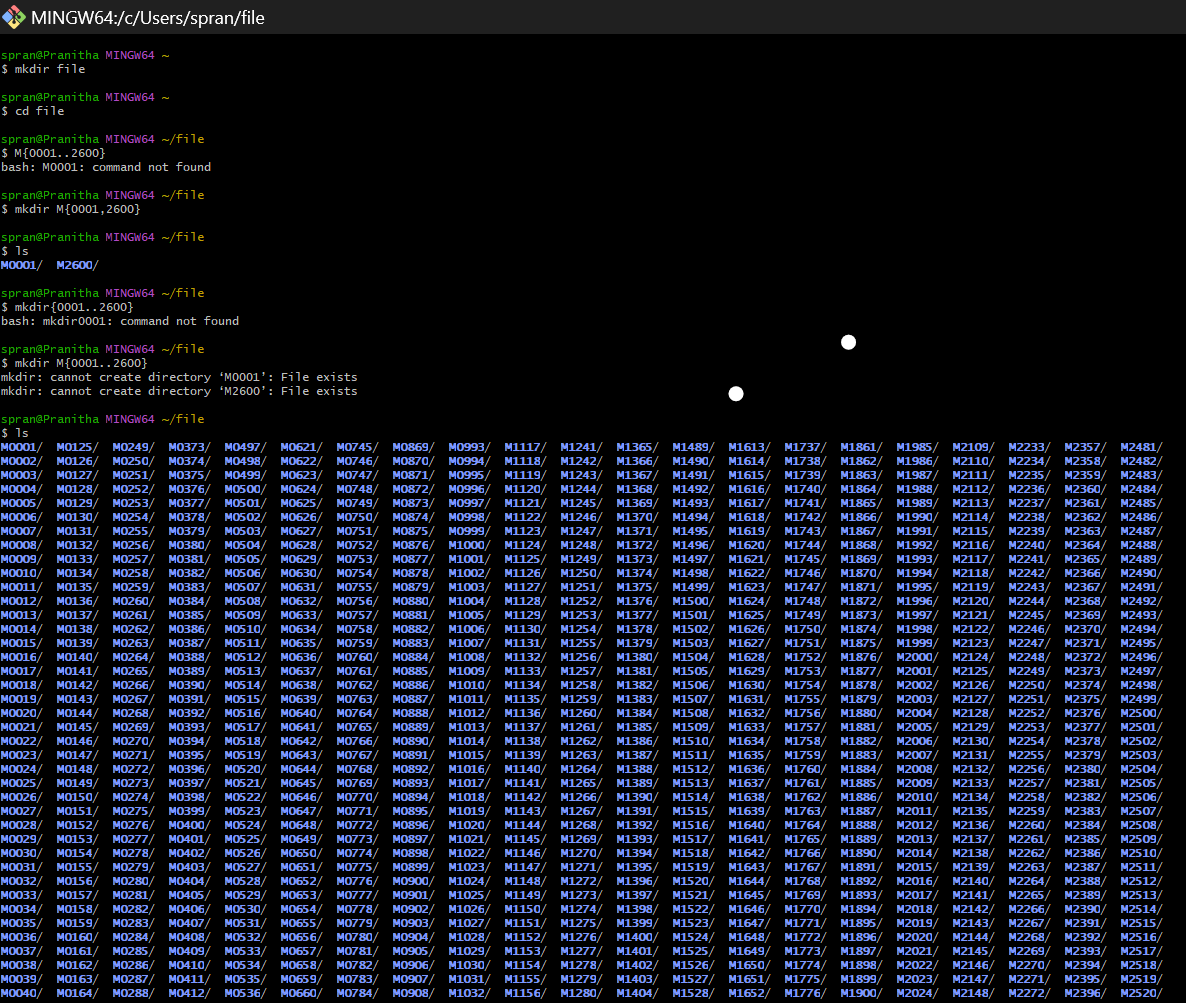 MINGW64:/c/Users/spran/file
spran@Pranitha MINGW64 ~
$ mkdir file
spran@Pranitha MINGW64 ~
$ cd file
spran@Pranitha MINGW64 ~/file
$ M{0001..2600}
bash: M0001: command not found
spran@Pranitha MINGW64 ~/file
$ mkdir M{0001,2600}
spran@Pranitha MINGW64 ~/file
$ ls
M0001/  M2600/
spran@Pranitha MINGW64 ~/file
$ mkdir{0001..2600}
bash: mkdir0001: command not found
spran@Pranitha MINGW64 ~/file
$ mkdir M{0001..2600}
mkdir: cannot create directory ‘M0001’: File exists
mkdir: cannot create directory ‘M2600’: File exists
spran@Pranitha MINGW64 ~/file
$ ls
M0001/ M0125/ M0249/ M0373/ M0497/ M0621/ M0745/ M0869/ M0993/ M1117/ M1241/ M1365/ M1489/ M1613/ M1737/ M1861/ M1985/ M2109/ M2233/ M2357/ M2481/
M0002/ M0126/ M0250/ M0374/ M0498/ M0622/ M0746/ M0870/ M0994/ M1118/ M1242/ M1366/ M1490/ M1614/ M1738/ M1862/ M1986/ M2110/ M2234/ M2358/ M2482/
M0003/ M0127/ M0251/ M0375/ M0499/ M0623/ M0747/ M0871/ M0995/ M1119/ M1243/ M1367/ M1491/ M1615/ M1739/ M1863/ M1987/ M2111/ M2235/ M2359/ M2483/
M0004/ M0128/ M0252/ M0376/ M0500/ M0624/ M0748/ M0872/ M0996/ M1120/ M1244/ M1368/ M1492/ M1616/ M1740/ M1864/ M1988/ M2112/ M2236/ M2360/ M2484/
M0005/ M0129/ M0253/ M0377/ M0501/ M0625/ M0749/ M0873/ M0997/ M1121/ M1245/ M1369/ M1493/ M1617/ M1741/ M1865/ M1989/ M2113/ M2237/ M2361/ M2485/
M0006/ M0130/ M0254/ M0378/ M0502/ M0626/ M0750/ M0874/ M0998/ M1122/ M1246/ M1370/ M1494/ M1618/ M1742/ M1866/ M1990/ M2114/ M2238/ M2362/ M2486/
M0007/ M0131/ M0255/ M0379/ M0503/ M0627/ M0751/ M0875/ M0999/ M1123/ M1247/ M1371/ M1495/ M1619/ M1743/ M1867/ M1991/ M2115/ M2239/ M2363/ M2487/
M0008/ M0132/ M0256/ M0380/ M0504/ M0628/ M0752/ M0876/ M1000/ M1124/ M1248/ M1372/ M1496/ M1620/ M1744/ M1868/ M1992/ M2116/ M2240/ M2364/ M2488/
M0009/ M0133/ M0257/ M0381/ M0505/ M0629/ M0753/ M0877/ M1001/ M1125/ M1249/ M1373/ M1497/ M1621/ M1745/ M1869/ M1993/ M2117/ M2241/ M2365/ M2489/
M0010/ M0134/ M0258/ M0382/ M0506/ M0630/ M0754/ M0878/ M1002/ M1126/ M1250/ M1374/ M1498/ M1622/ M1746/ M1870/ M1994/ M2118/ M2242/ M2366/ M2490/
M0011/ M0135/ M0259/ M0383/ M0507/ M0631/ M0755/ M0879/ M1003/ M1127/ M1251/ M1375/ M1499/ M1623/ M1747/ M1871/ M1995/ M2119/ M2243/ M2367/ M2491/
M0012/ M0136/ M0260/ M0384/ M0508/ M0632/ M0756/ M0880/ M1004/ M1128/ M1252/ M1376/ M1500/ M1624/ M1748/ M1872/ M1996/ M2120/ M2244/ M2368/ M2492/
M0013/ M0137/ M0261/ M0385/ M0509/ M0633/ M0757/ M0881/ M1005/ M1129/ M1253/ M1377/ M1501/ M1625/ M1749/ M1873/ M1997/ M2121/ M2245/ M2369/ M2493/
M0014/ M0138/ M0262/ M0386/ M0510/ M0634/ M0758/ M0882/ M1006/ M1130/ M1254/ M1378/ M1502/ M1626/ M1750/ M1874/ M1998/ M2122/ M2246/ M2370/ M2494/
M0015/ M0139/ M0263/ M0387/ M0511/ M0635/ M0759/ M0883/ M1007/ M1131/ M1255/ M1379/ M1503/ M1627/ M1751/ M1875/ M1999/ M2123/ M2247/ M2371/ M2495/
M0016/ M0140/ M0264/ M0388/ M0512/ M0636/ M0760/ M0884/ M1008/ M1132/ M1256/ M1380/ M1504/ M1628/ M1752/ M1876/ M2000/ M2124/ M2248/ M2372/ M2496/
M0017/ M0141/ M0265/ M0389/ M0513/ M0637/ M0761/ M0885/ M1009/ M1133/ M1257/ M1381/ M1505/ M1629/ M1753/ M1877/ M2001/ M2125/ M2249/ M2373/ M2497/
M0018/ M0142/ M0266/ M0390/ M0514/ M0638/ M0762/ M0886/ M1010/ M1134/ M1258/ M1382/ M1506/ M1630/ M1754/ M1878/ M2002/ M2126/ M2250/ M2374/ M2498/
M0019/ M0143/ M0267/ M0391/ M0515/ M0639/ M0763/ M0887/ M1011/ M1135/ M1259/ M1383/ M1507/ M1631/ M1755/ M1879/ M2003/ M2127/ M2251/ M2375/ M2499/
M0020/ M0144/ M0268/ M0392/ M0516/ M0640/ M0764/ M0888/ M1012/ M1136/ M1260/ M1384/ M1508/ M1632/ M1756/ M1880/ M2004/ M2128/ M2252/ M2376/ M2500/
M0021/ M0145/ M0269/ M0393/ M0517/ M0641/ M0765/ M0889/ M1013/ M1137/ M1261/ M1385/ M1509/ M1633/ M1757/ M1881/ M2005/ M2129/ M2253/ M2377/ M2501/
M0022/ M0146/ M0270/ M0394/ M0518/ M0642/ M0766/ M0890/ M1014/ M1138/ M1262/ M1386/ M1510/ M1634/ M1758/ M1882/ M2006/ M2130/ M2254/ M2378/ M2502/
M0023/ M0147/ M0271/ M0395/ M0519/ M0643/ M0767/ M0891/ M1015/ M1139/ M1263/ M1387/ M1511/ M1635/ M1759/ M1883/ M2007/ M2131/ M2255/ M2379/ M2503/
M0024/ M0148/ M0272/ M0396/ M0520/ M0644/ M0768/ M0892/ M1016/ M1140/ M1264/ M1388/ M1512/ M1636/ M1760/ M1884/ M2008/ M2132/ M2256/ M2380/ M2504/
M0025/ M0149/ M0273/ M0397/ M0521/ M0645/ M0769/ M0893/ M1017/ M1141/ M1265/ M1389/ M1513/ M1637/ M1761/ M1885/ M2009/ M2133/ M2257/ M2381/ M2505/
M0026/ M0150/ M0274/ M0398/ M0522/ M0646/ M0770/ M0894/ M1018/ M1142/ M1266/ M1390/ M1514/ M1638/ M1762/ M1886/ M2010/ M2134/ M2258/ M2382/ M2506/
M0027/ M0151/ M0275/ M0399/ M0523/ M0647/ M0771/ M0895/ M1019/ M1143/ M1267/ M1391/ M1515/ M1639/ M1763/ M1887/ M2011/ M2135/ M2259/ M2383/ M2507/
M0028/ M0152/ M0276/ M0400/ M0524/ M0648/ M0772/ M0896/ M1020/ M1144/ M1268/ M1392/ M1516/ M1640/ M1764/ M1888/ M2012/ M2136/ M2260/ M2384/ M2508/
M0029/ M0153/ M0277/ M0401/ M0525/ M0649/ M0773/ M0897/ M1021/ M1145/ M1269/ M1393/ M1517/ M1641/ M1765/ M1889/ M2013/ M2137/ M2261/ M2385/ M2509/
M0030/ M0154/ M0278/ M0402/ M0526/ M0650/ M0774/ M0898/ M1022/ M1146/ M1270/ M1394/ M1518/ M1642/ M1766/ M1890/ M2014/ M2138/ M2262/ M2386/ M2510/
M0031/ M0155/ M0279/ M0403/ M0527/ M0651/ M0775/ M0899/ M1023/ M1147/ M1271/ M1395/ M1519/ M1643/ M1767/ M1891/ M2015/ M2139/ M2263/ M2387/ M2511/
M0032/ M0156/ M0280/ M0404/ M0528/ M0652/ M0776/ M0900/ M1024/ M1148/ M1272/ M1396/ M1520/ M1644/ M1768/ M1892/ M2016/ M2140/ M2264/ M2388/ M2512/
M0033/ M0157/ M0281/ M0405/ M0529/ M0653/ M0777/ M0901/ M1025/ M1149/ M1273/ M1397/ M1521/ M1645/ M1769/ M1893/ M2017/ M2141/ M2265/ M2389/ M2513/
M0034/ M0158/ M0282/ M0406/ M0530/ M0654/ M0778/ M0902/ M1026/ M1150/ M1274/ M1398/ M1522/ M1646/ M1770/ M1894/ M2018/ M2142/ M2266/ M2390/ M2514/
M0035/ M0159/ M0283/ M0407/ M0531/ M0655/ M0779/ M0903/ M1027/ M1151/ M1275/ M1399/ M1523/ M1647/ M1771/ M1895/ M2019/ M2143/ M2267/ M2391/ M2515/
M0036/ M0160/ M0284/ M0408/ M0532/ M0656/ M0780/ M0904/ M1028/ M1152/ M1276/ M1400/ M1524/ M1648/ M1772/ M1896/ M2020/ M2144/ M2268/ M2392/ M2516/
M0037/ M0161/ M0285/ M0409/ M0533/ M0657/ M0781/ M0905/ M1029/ M1153/ M1277/ M1401/ M1525/ M1649/ M1773/ M1897/ M2021/ M2145/ M2269/ M2393/ M2517/
M0038/ M0162/ M0286/ M0410/ M0534/ M0658/ M0782/ M0906/ M1030/ M1154/ M1278/ M1402/ M1526/ M1650/ M1774/ M1898/ M2022/ M2146/ M2270/ M2394/ M2518/
M0039/ M0163/ M0287/ M0411/ M0535/ M0659/ M0783/ M0907/ M1031/ M1155/ M1279/ M1403/ M1527/ M1651/ M1775/ M1899/ M2023/ M2147/ M2271/ M2395/ M2519/
M0040/ M0164/ M0288/ M0412/ M0536/ M0660/ M0784/ M0908/ M1032/ M1156/ M1280/ M1404/ M1528/ M1652/ M1776/ M1900/ M2024/ M2148/ M2272/ M2396/ M2520/